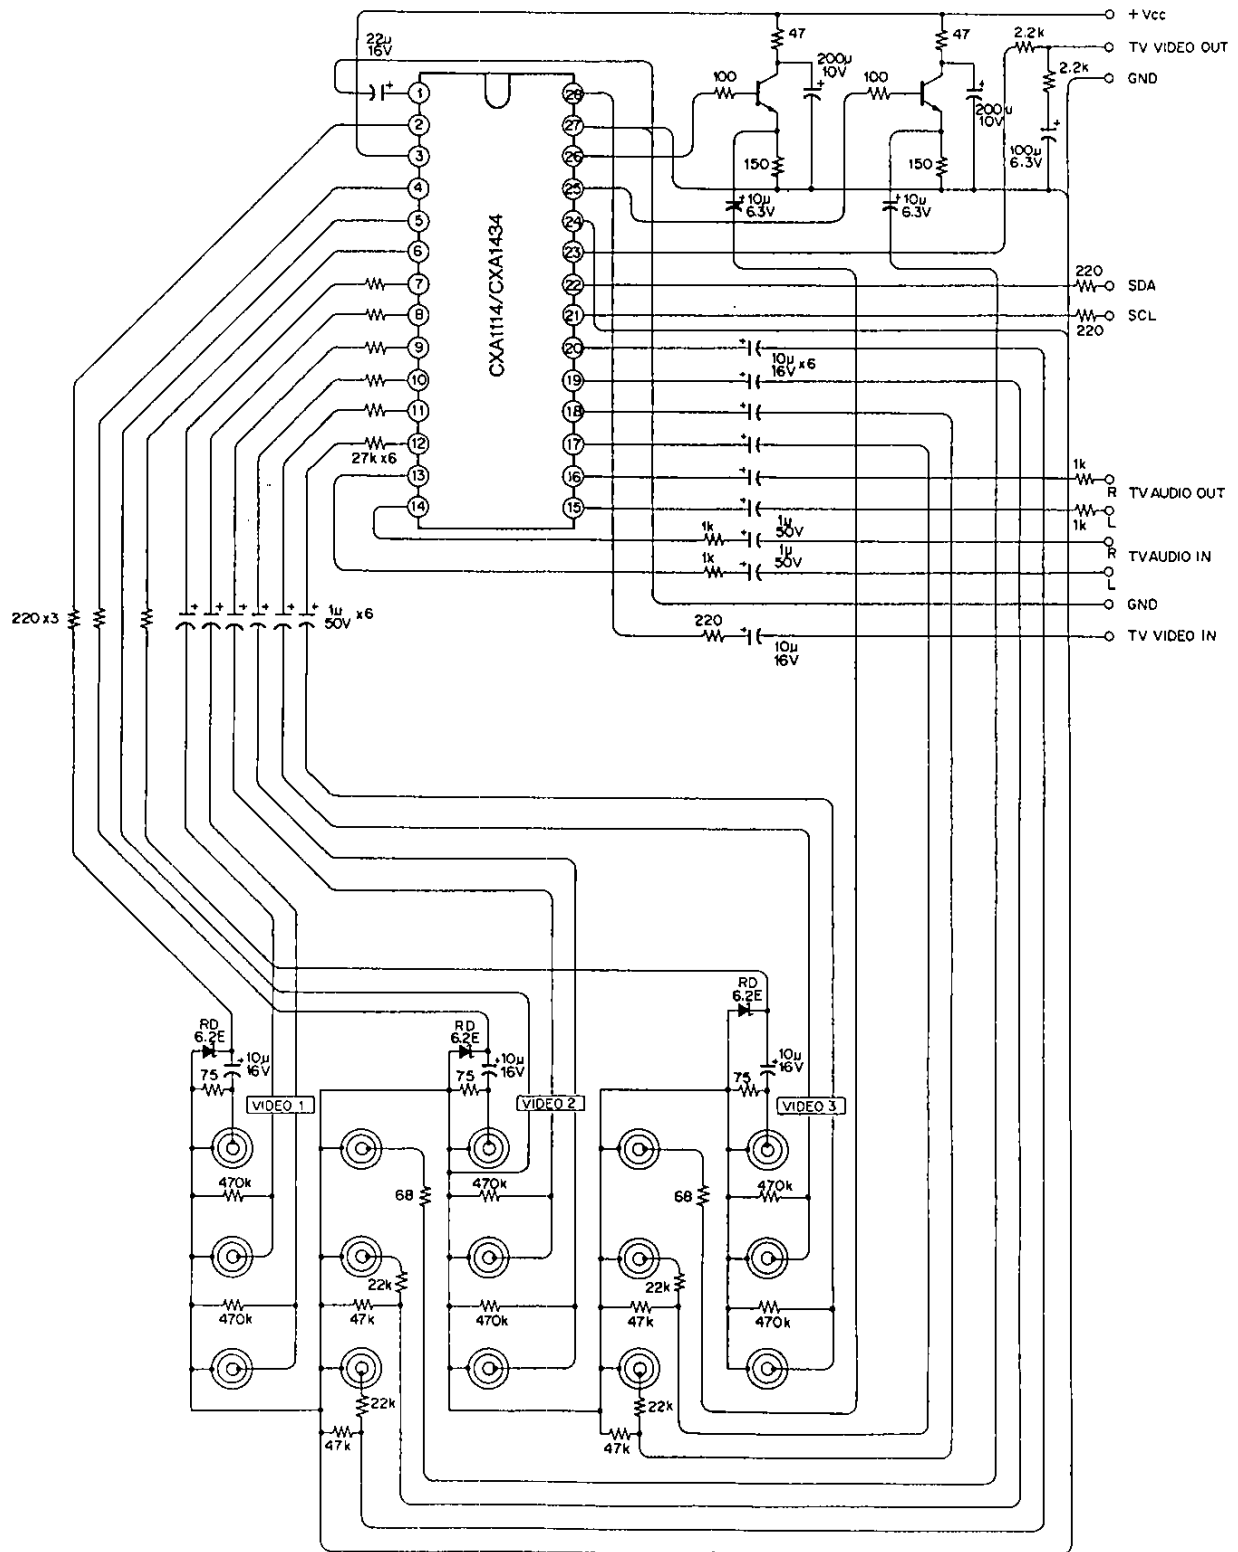 + Vcc
47
47
2.2k
TV VIDEO OUT
22µ
16V
2.2k
GND
200µ
10V
100
100
200µ
10V
1
28
2
27
100µ
6.3V
3
26
150
150
4
25
10µ
6.3V
10µ
6.3V
5
24
6
23
CXA1114/CXA1434
7
22
220
SDA
8
21
SCL
220
9
20
10µ
16V x6
10
19
11
18
12
17
27k x6
13
16
1k
R
TV AUDIO OUT
14
15
L
1k
1k
1µ
50V
R
TV AUDIO IN
1k
1µ
50V
L
GND
220 x3
1µ
50V x6
220
TV VIDEO IN
10µ
16V
RD
6.2E
RD
6.2E
RD
6.2E
10µ
16V
10µ
16V
10µ
16V
75
75
75
VIDEO 1
VIDEO 2
VIDEO 3
470k
68
470k
68
470k
22k
22k
470k
47k
470k
47k
470k
22k
22k
47k
47k